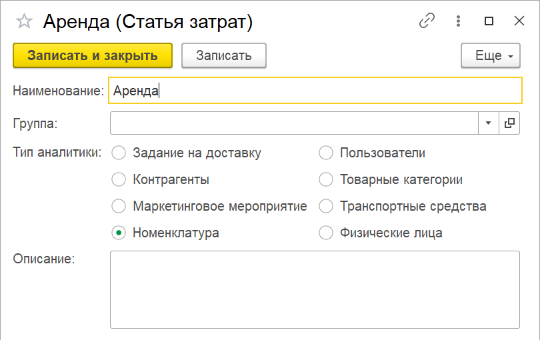 Аренда (Статья затрат)
Записать и закрыть Записать Еще
Наименование: Аренда
Группа:
Тип аналитики: Задание на доставку Пользователи
Контрагенты Товарные категории
Маркетинговое мероприятие Транспортные средства
Номенклатура Физические лица
Описание: